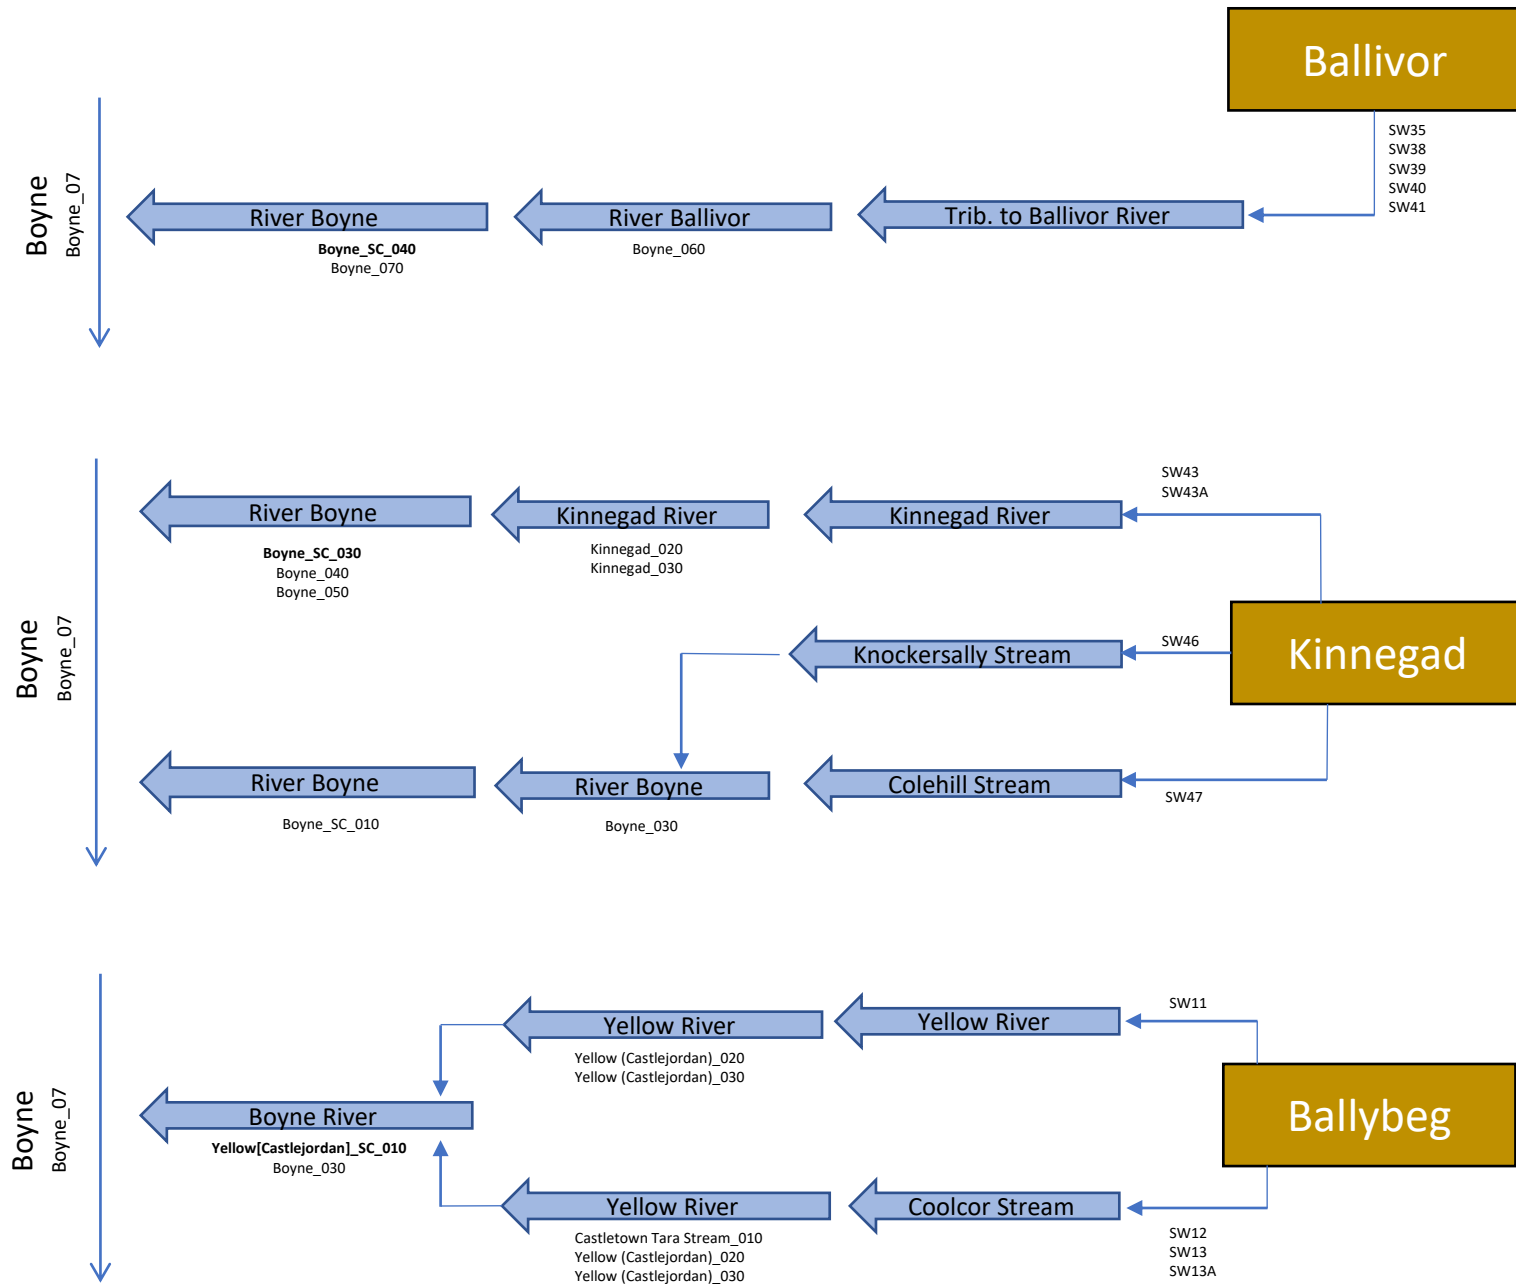 Ballivor
SW35
SW38
SW39
SW40
SW41
Boyne
Boyne_07
River Boyne
River Ballivor
Trib. to Ballivor River
Boyne_SC_040
Boyne_070
Boyne_060
SW43
SW43A
River Boyne
Kinnegad River
Kinnegad River
Boyne_SC_030
Boyne_040
Boyne_050
Kinnegad_020
Kinnegad_030
Boyne
Boyne_07
Knockersally Stream
SW46
Kinnegad
River Boyne
River Boyne
Colehill Stream
SW47
Boyne_SC_010
Boyne_030
SW11
Yellow River
Yellow River
Yellow (Castlejordan)_020
Yellow (Castlejordan)_030
Boyne
Boyne_07
Boyne River
Ballybeg
Yellow[Castlejordan]_SC_010
Boyne_030
Yellow River
Coolcor Stream
Castletown Tara Stream_010
Yellow (Castlejordan)_020
Yellow (Castlejordan)_030
SW12
SW13
SW13A